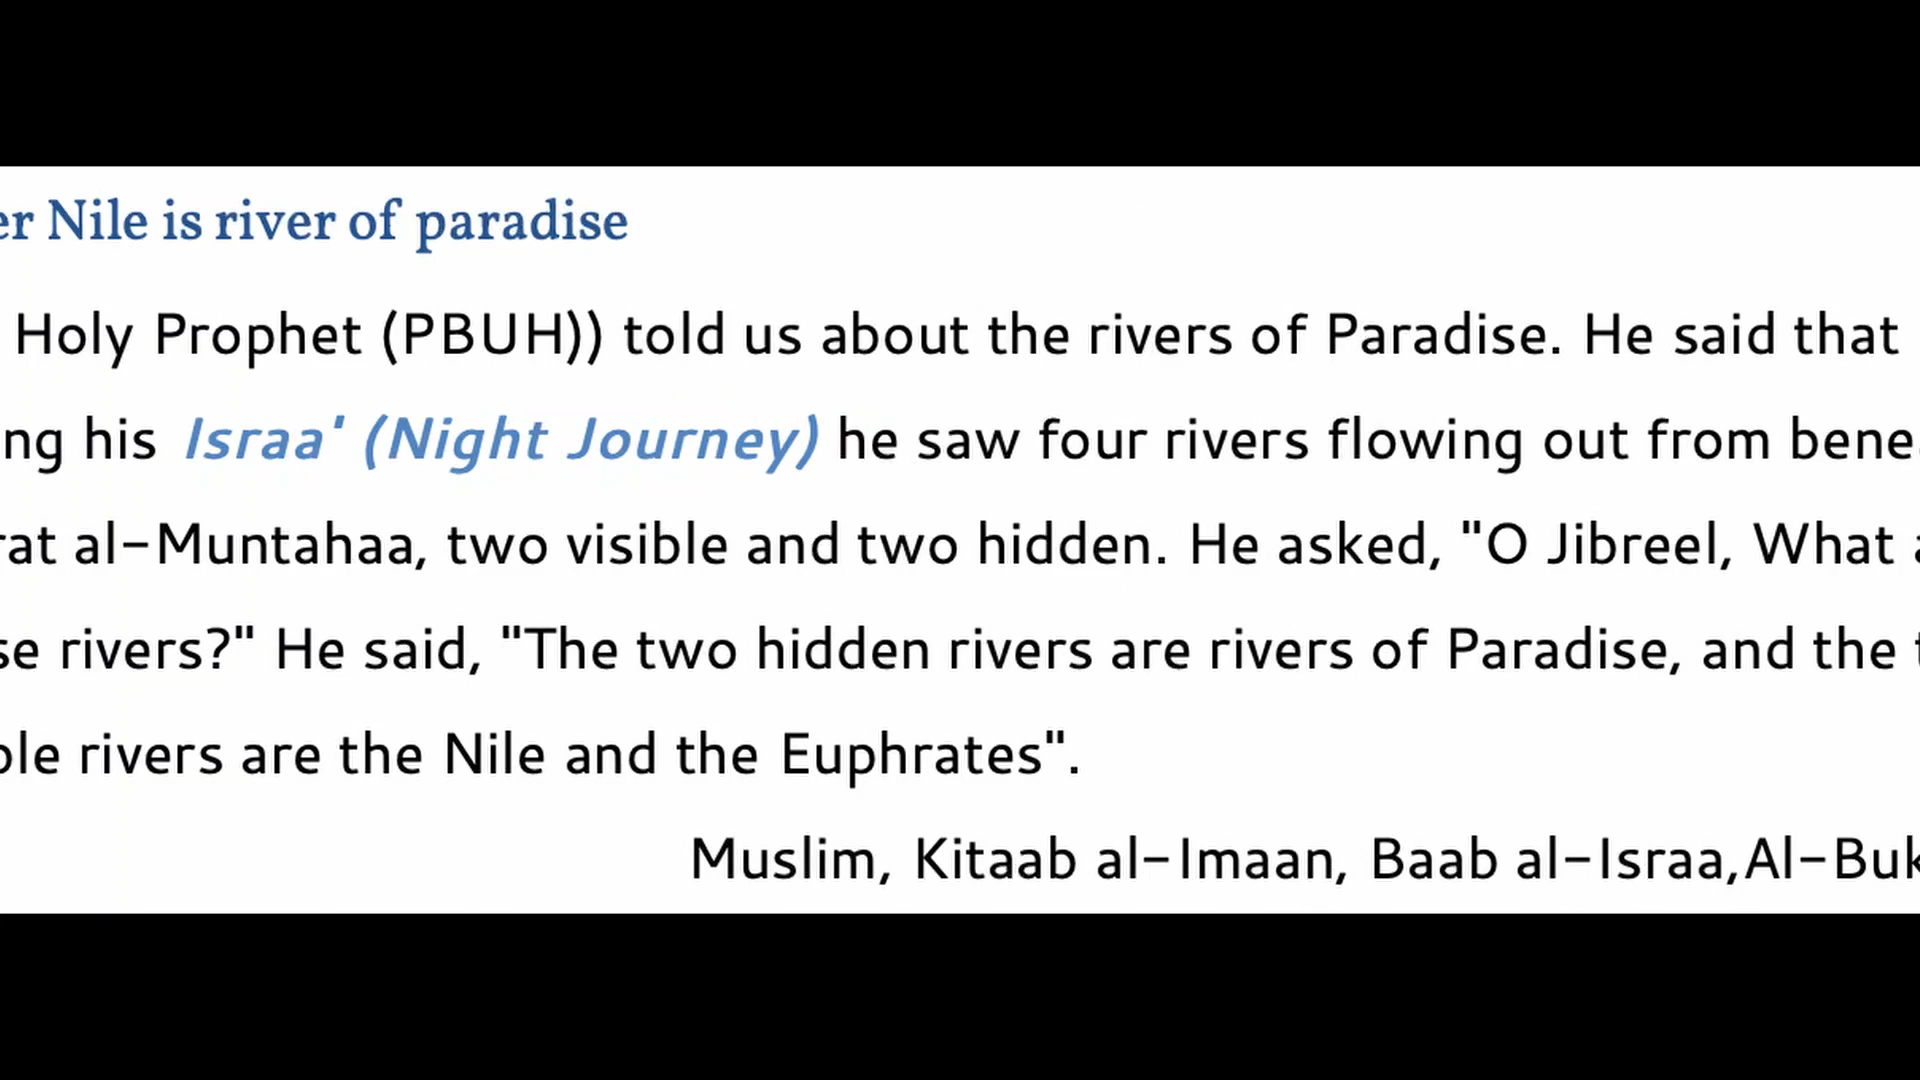 er Nile is river of paradise
Holy Prophet (PBUH)) told us about the rivers of Paradise. He said that
ng his Israa' (Night Journey) he saw four rivers flowing out from bene
rat al-Muntahaa, two visible and two hidden. He asked, "O Jibreel, What a
se rivers?" He said, "The two hidden rivers are rivers of Paradise, and the t
ble rivers are the Nile and the Euphrates".
Muslim, Kitaab al-Imaan, Baab al-Israa,Al-Buk